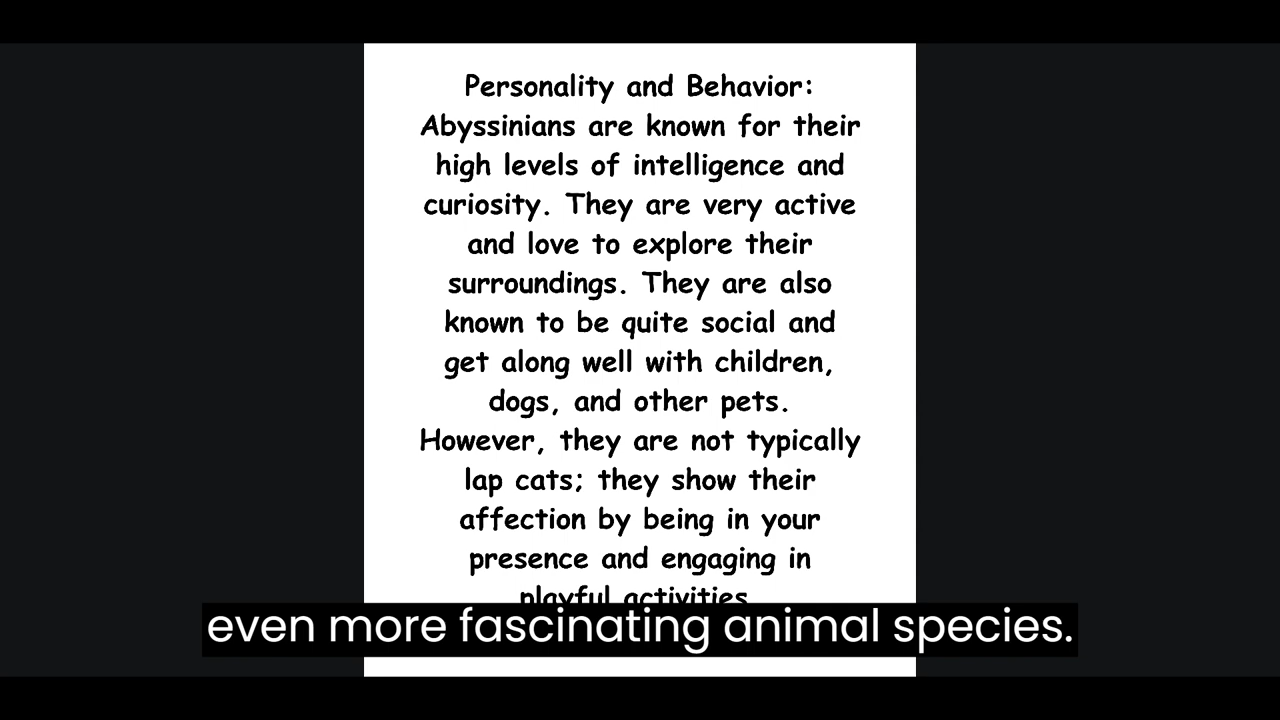 Personality and Behavior:
Abyssinians are known for their
high levels of intelligence and
curiosity. They are very active
and love to explore their
surroundings. They are also
known to be quite social and
get along well with children,
dogs, and other pets.
However, they are not typically
lap cats; they show their
affection by being in your
presence and engaging in
playful activities.
even more fascinating animal species.